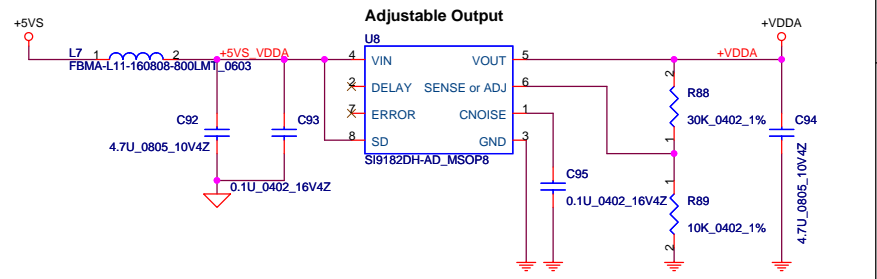 Adjustable Output
+5VS
+VDDA
U8
L7
1
2
+5VS_VDDA
FBMA-L11-160808-800LMT_0603
4
VIN
VOUT
5
+VDDA
2
DELAY
SENSE or ADJ
6
7
ERROR
CNOISE
1
8
SD
GND
3
SI9182DH-AD_MSOP8
C92
4.7U_0805_10V4Z
C93
0.1U_0402_16V4Z
C95
0.1U_0402_16V4Z
2
R88
30K_0402_1%
1
1
R89
10K_0402_1%
2
C94
4.7U_0805_10V4Z